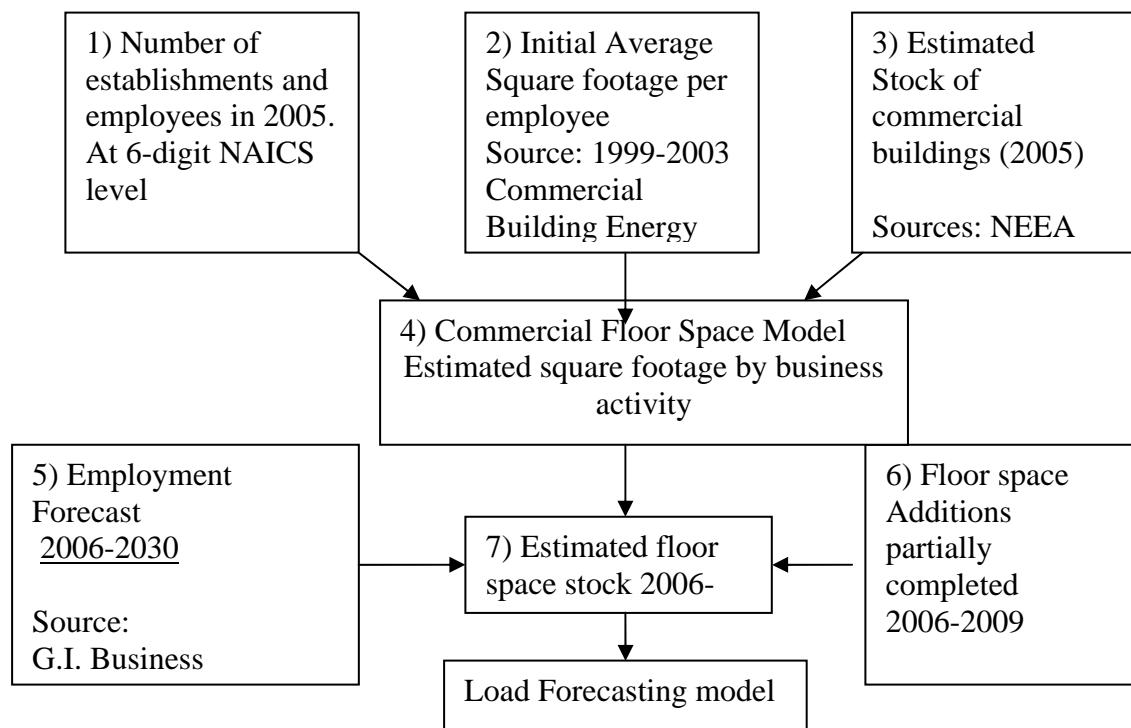 1) Number of
establishments and
employees in 2005.
At 6-digit NAICS
level
2) Initial Average
Square footage per
employee
Source: 1999-2003
Commercial
Building Energy
3) Estimated
Stock of
commercial
buildings (2005)
Sources: NEEA
4) Commercial Floor Space Model
Estimated square footage by business
activity
5) Employment
Forecast
2006-2030
Source:
G.I. Business
6) Floor space
Additions
partially
completed
2006-2009
7) Estimated floor
space stock 2006-
Load Forecasting model